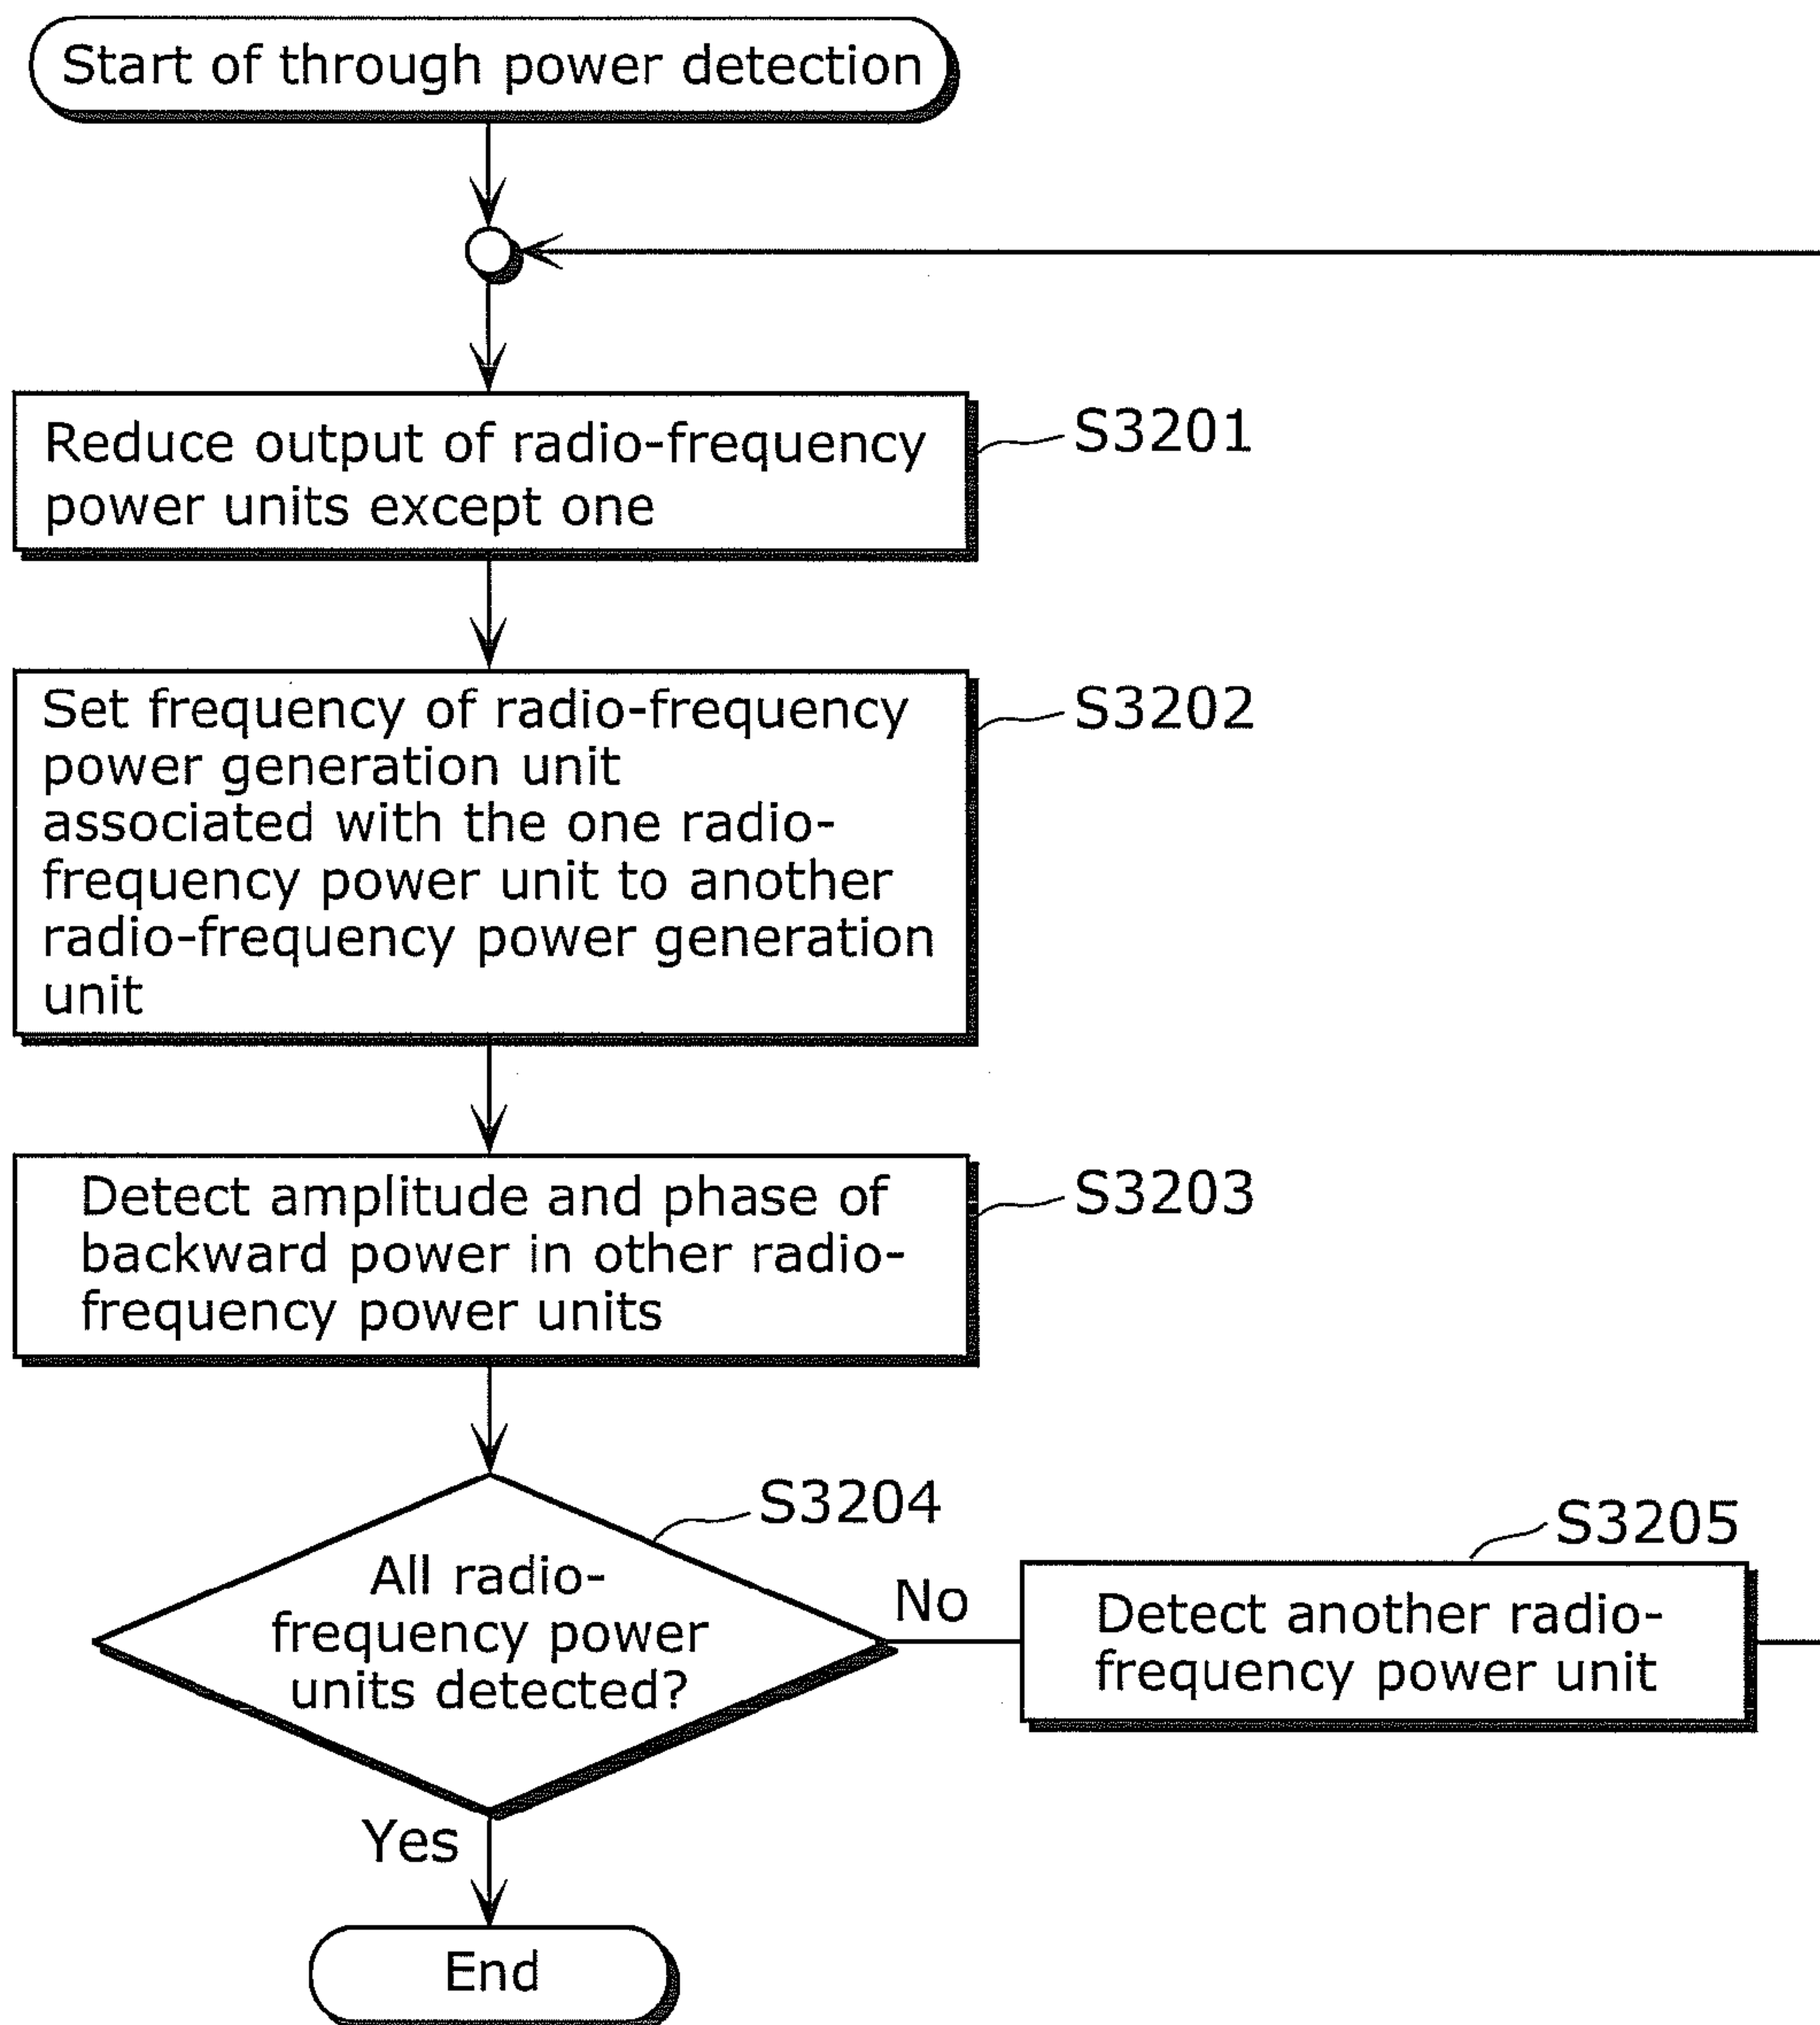 Start of through power detection
Reduce output of radio-frequency
power units except one
S3201
Set frequency of radio-frequency
power generation unit
associated with the one radio-
frequency power unit to another
radio-frequency power generation
unit
S3202
Detect amplitude and phase of
backward power in other radio-
frequency power units
S3203
S3204
All radio-
frequency power
units detected?
No
S3205
Detect another radio-
frequency power unit
Yes
End